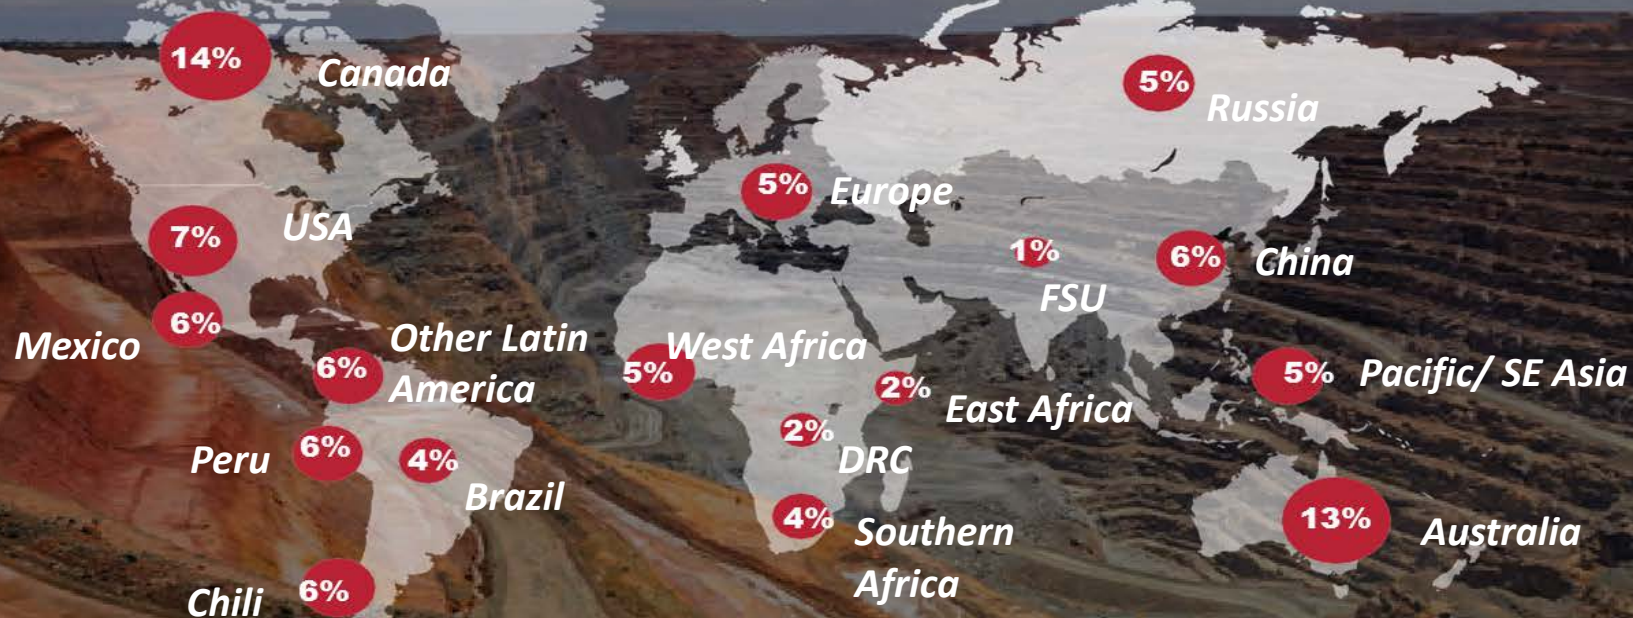 14%
Canada
5%
Russia
5%
Europe
7%
USA
1%
FSU
6%
China
6%
Mexico
6%
Other Latin
America
5%
West Africa
2%
East Africa
5%
Pacific/ SE Asia
2%
DRC
6%
Peru
4%
Brazil
4%
Southern
Africa
13%
Australia
6%
Chili